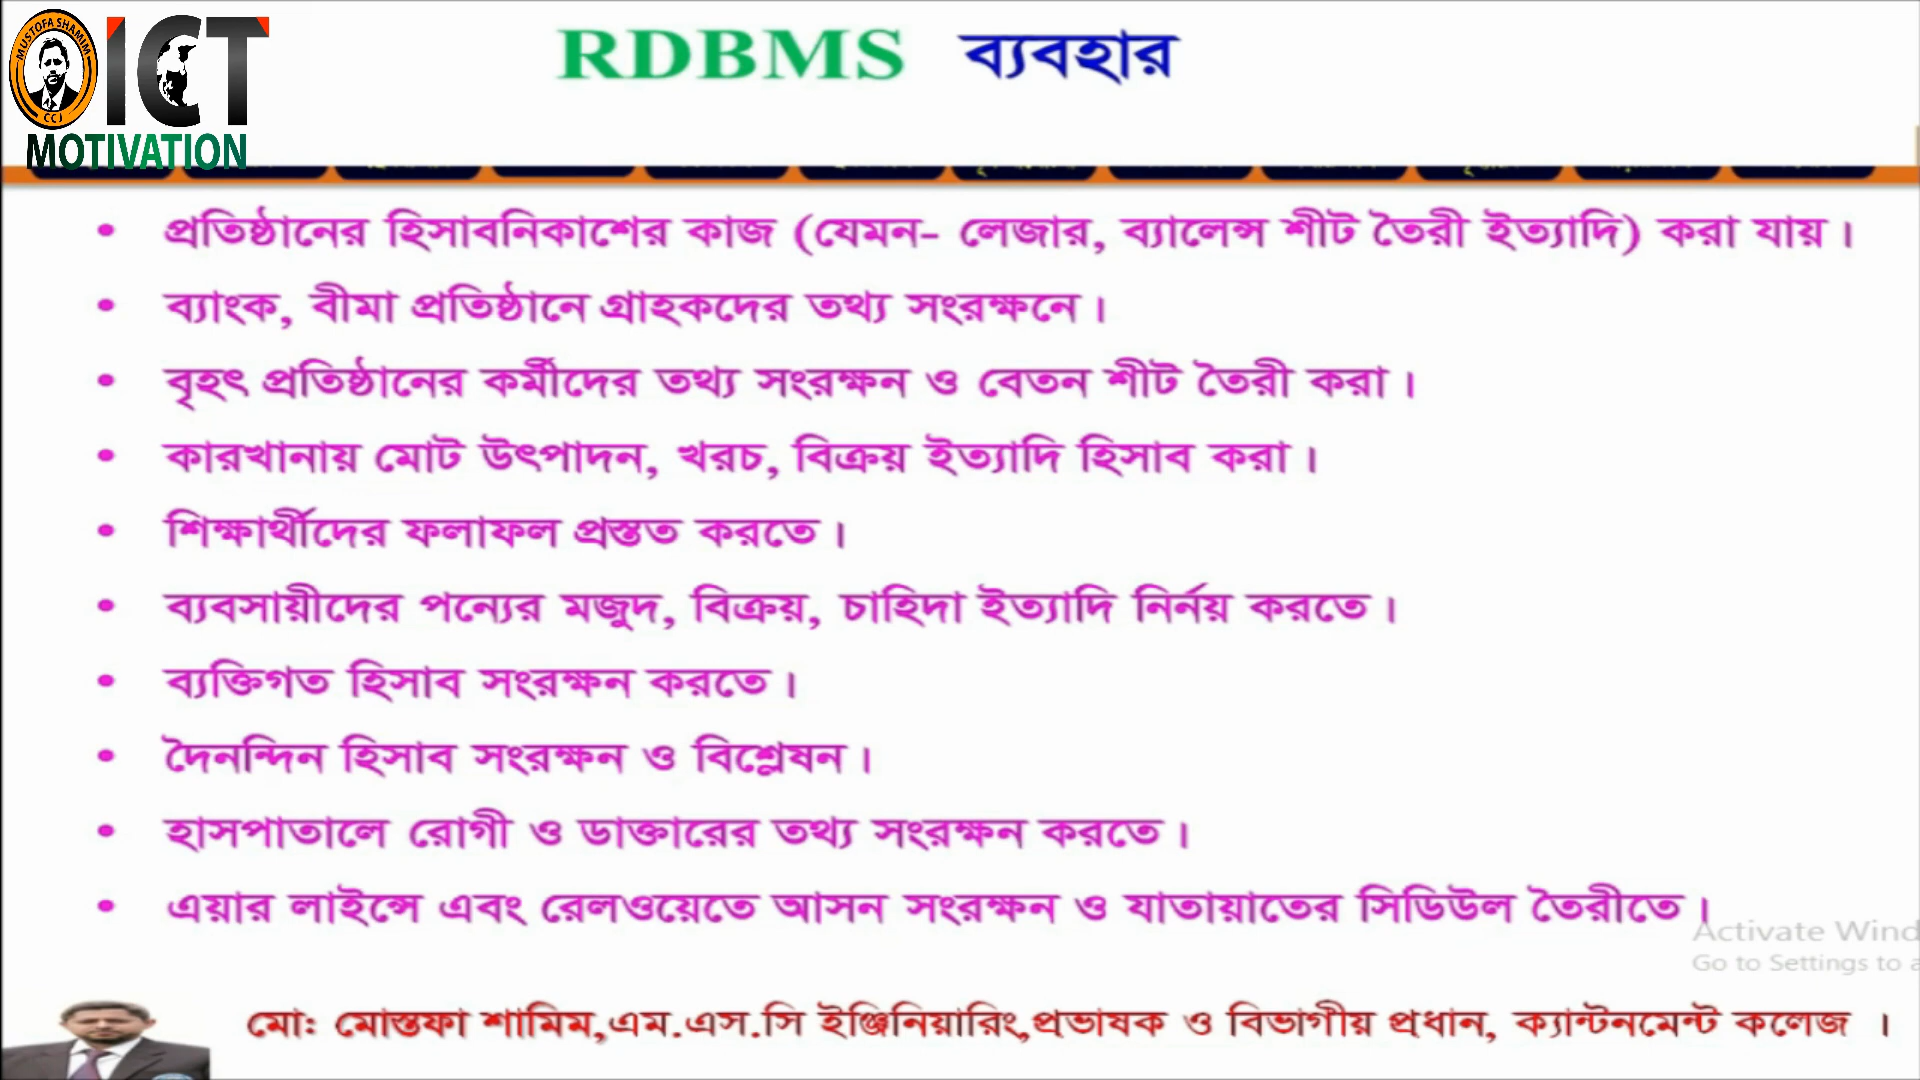 MUSTOFA SHAMIM
CCJ
ICT
MOTIVATION
RDBMS ব্যবহার
• প্রতিষ্ঠানের হিসাবনিকাশের কাজ (যেমন- লেজার, ব্যালেন্স শীট তৈরী ইত্যাদি) করা যায়।
• ব্যাংক, বীমা প্রতিষ্ঠানে গ্রাহকদের তথ্য সংরক্ষনে।
• বৃহৎ প্রতিষ্ঠানের কর্মীদের তথ্য সংরক্ষন ও বেতন শীট তৈরী করা।
• কারখানায় মোট উৎপাদন, খরচ, বিক্রয় ইত্যাদি হিসাব করা।
• শিক্ষার্থীদের ফলাফল প্রস্তুত করতে।
• ব্যবসায়ীদের পন্যের মজুদ, বিক্রয়, চাহিদা ইত্যাদি নির্নয় করতে।
• ব্যক্তিগত হিসাব সংরক্ষন করতে।
• দৈনন্দিন হিসাব সংরক্ষন ও বিশ্লেষন।
• হাসপাতালে রোগী ও ডাক্তারের তথ্য সংরক্ষন করতে।
• এয়ার লাইন্সে এবং রেলওয়েতে আসন সংরক্ষন ও যাতায়াতের সিডিউল তৈরীতে।
Activate Wind
Go to Settings to a
মো: মোস্তফা শামিম,এম.এস.সি ইঞ্জিনিয়ারিং,প্রভাষক ও বিভাগীয় প্রধান, ক্যান্টনমেন্ট কলেজ ।